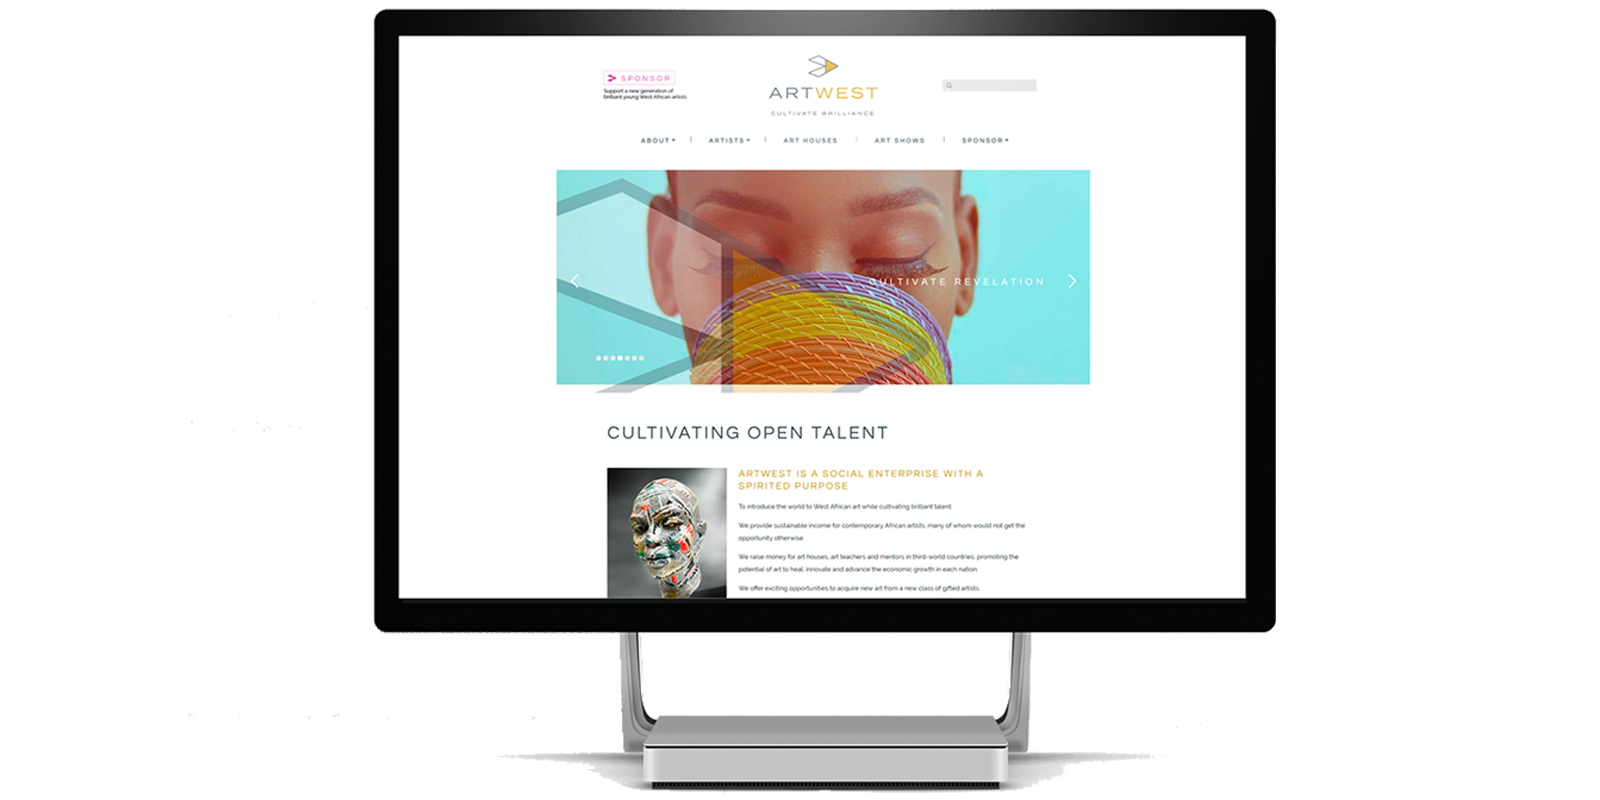 SPONSOR
Support a new generation of
brilliant young West African artists
ARTWEST
CULTIVATE BRILLIANCE
ABOUT
ARTISTS
ART HOUSES
ART SHOWS
SPONSOR
CULTIVATE REVELATION
CULTIVATING OPEN TALENT
ARTWEST IS A SOCIAL ENTERPRISE WITH A
SPIRITED PURPOSE
To introduce the world to West African art while cultivating brilliant talent.
We provide sustainable income for contemporary African artists, many of whom would not get the
opportunity otherwise.
We raise money for art houses, art teachers and mentors in third-world countries, promoting the
potential of art to heal, innovate and advance the economic growth in each nation.
We offer exciting opportunities to acquire new art from a new class of gifted artists.